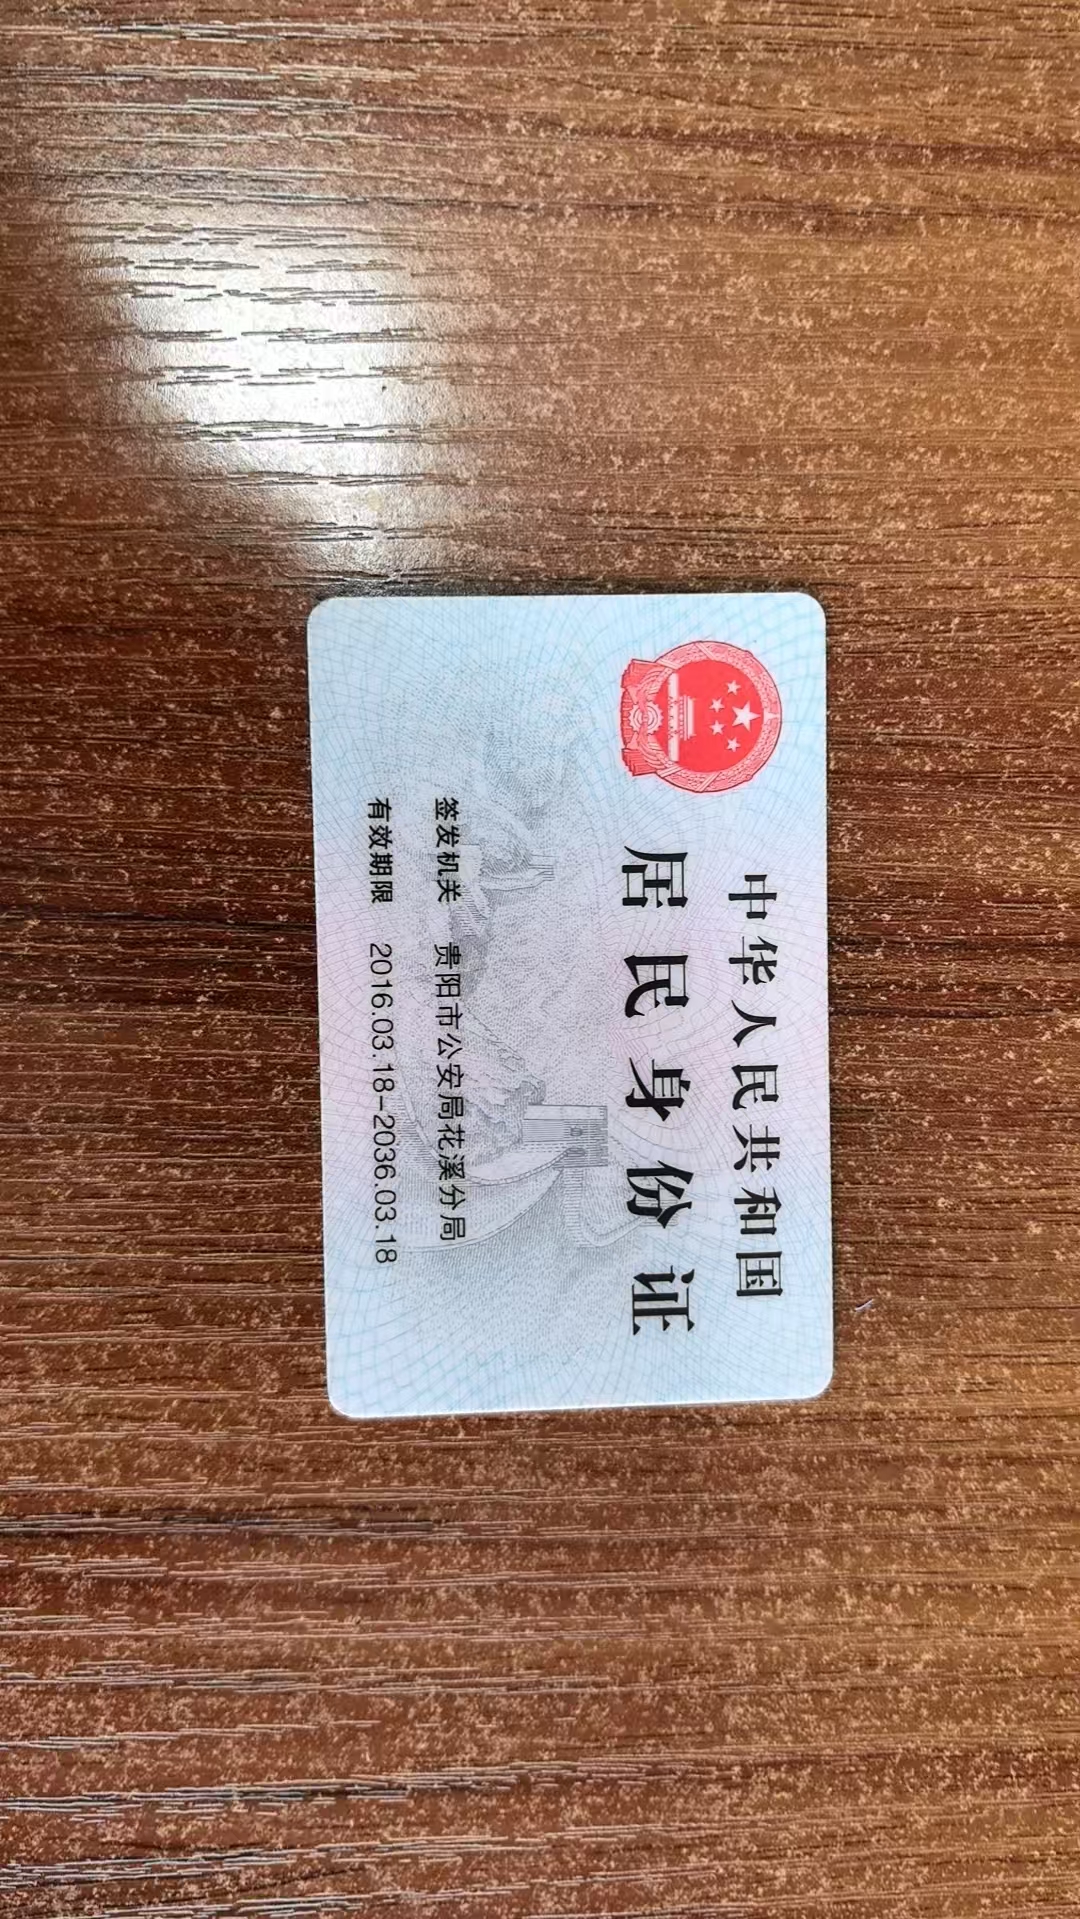 中华人民共和国
居民身份证
签发机关 贵阳市公安局花溪分局
有效期限 2016.03.18-2036.03.18